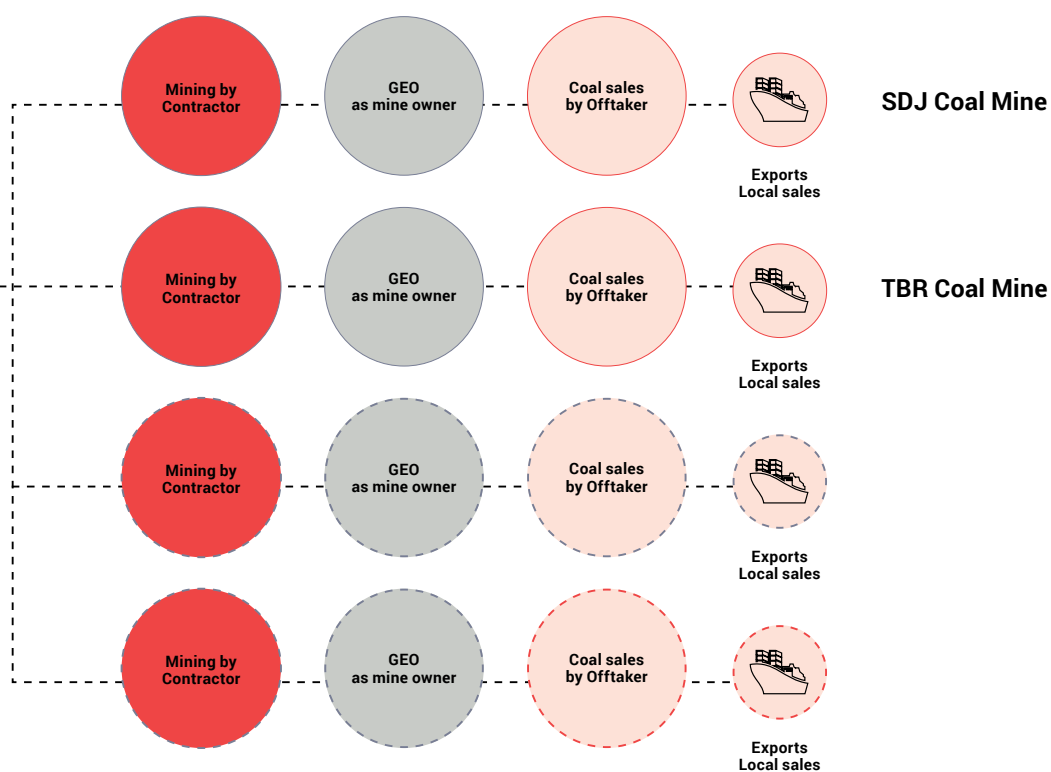 Mining by
Contractor
GEO
as mine owner
Coal sales
by Offtaker
Exports
Local sales
SDJ Coal Mine
Mining by
Contractor
GEO
as mine owner
Coal sales
by Offtaker
Exports
Local sales
TBR Coal Mine
Mining by
Contractor
GEO
as mine owner
Coal sales
by Offtaker
Exports
Local sales
Mining by
Contractor
GEO
as mine owner
Coal sales
by Offtaker
Exports
Local sales